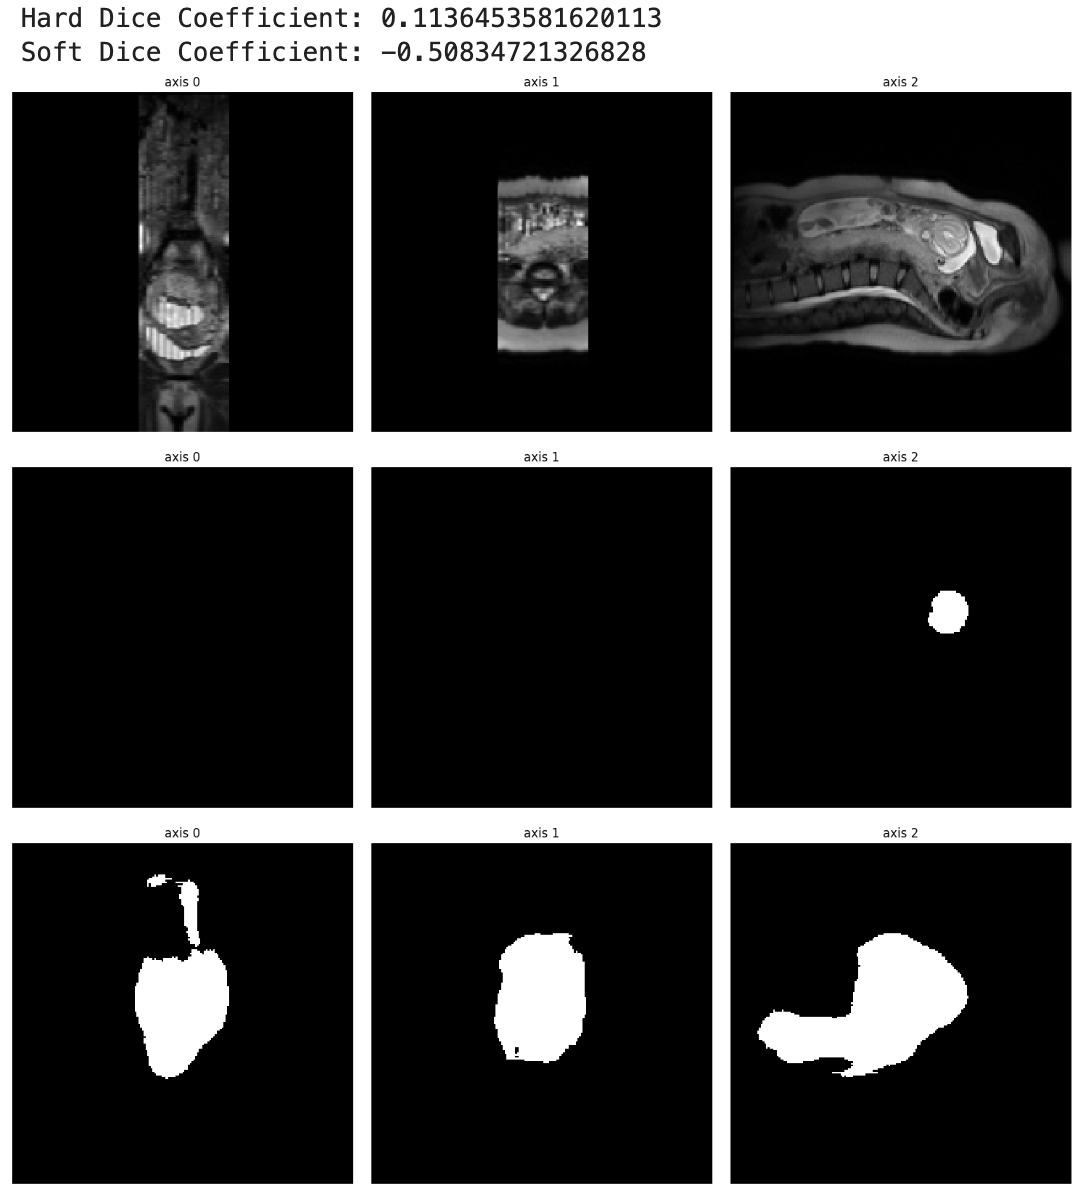 Hard Dice Coefficient: 0.1136453581620113
Soft Dice Coefficient: −0.50834721326828
axis 0 axis 1 axis 2
axis 0 axis 1 axis 2
axis 0 axis 1 axis 2